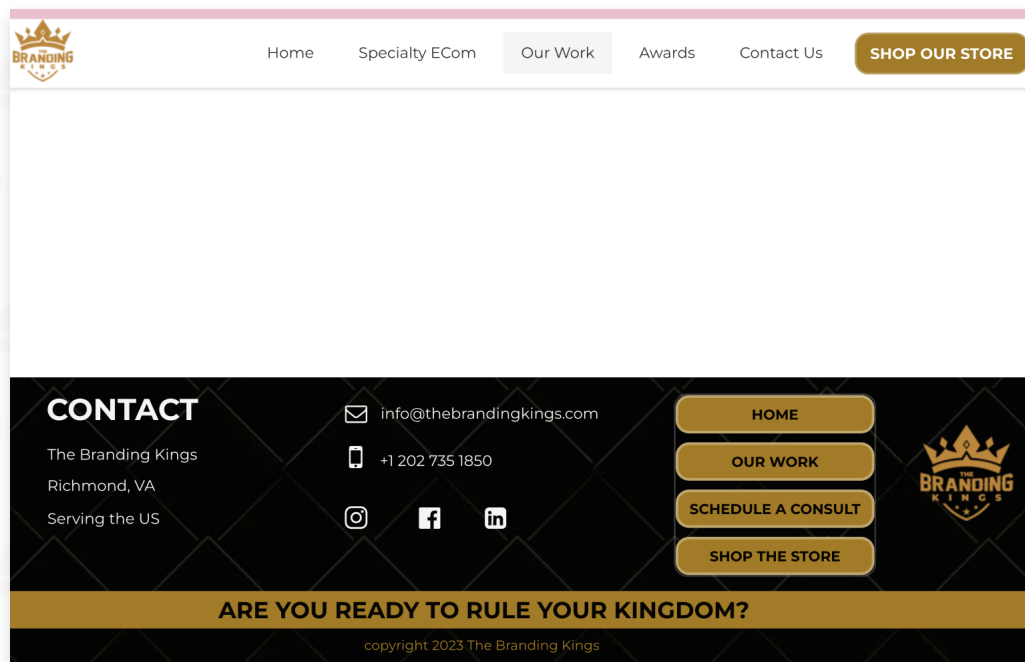 THE
BRANDING
KINGS
Home
Specialty ECom
Our Work
Awards
Contact Us
SHOP OUR STORE
CONTACT
The Branding Kings
Richmond, VA
Serving the US
info@thebrandingkings.com
+1 202 735 1850
HOME
OUR WORK
SCHEDULE A CONSULT
SHOP THE STORE
THE
BRANDING
KINGS
ARE YOU READY TO RULE YOUR KINGDOM?
copyright 2023 The Branding Kings